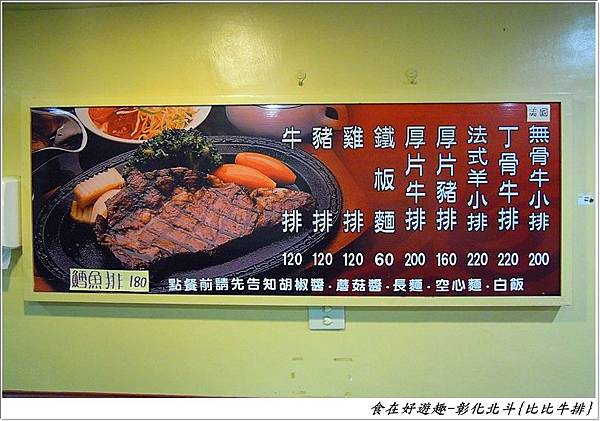 美國
無骨牛小排 200
丁骨牛排 220
法式羊小排 220
厚片豬排 160
厚片牛排 200
鐵板麵 60
雞排 120
豬排 120
牛排 120
鱈魚排 180
點餐前請先告知胡椒醬·蘑菇醬·長麵·空心麵·白飯
食在好遊趣-彰化北斗{比比牛排}